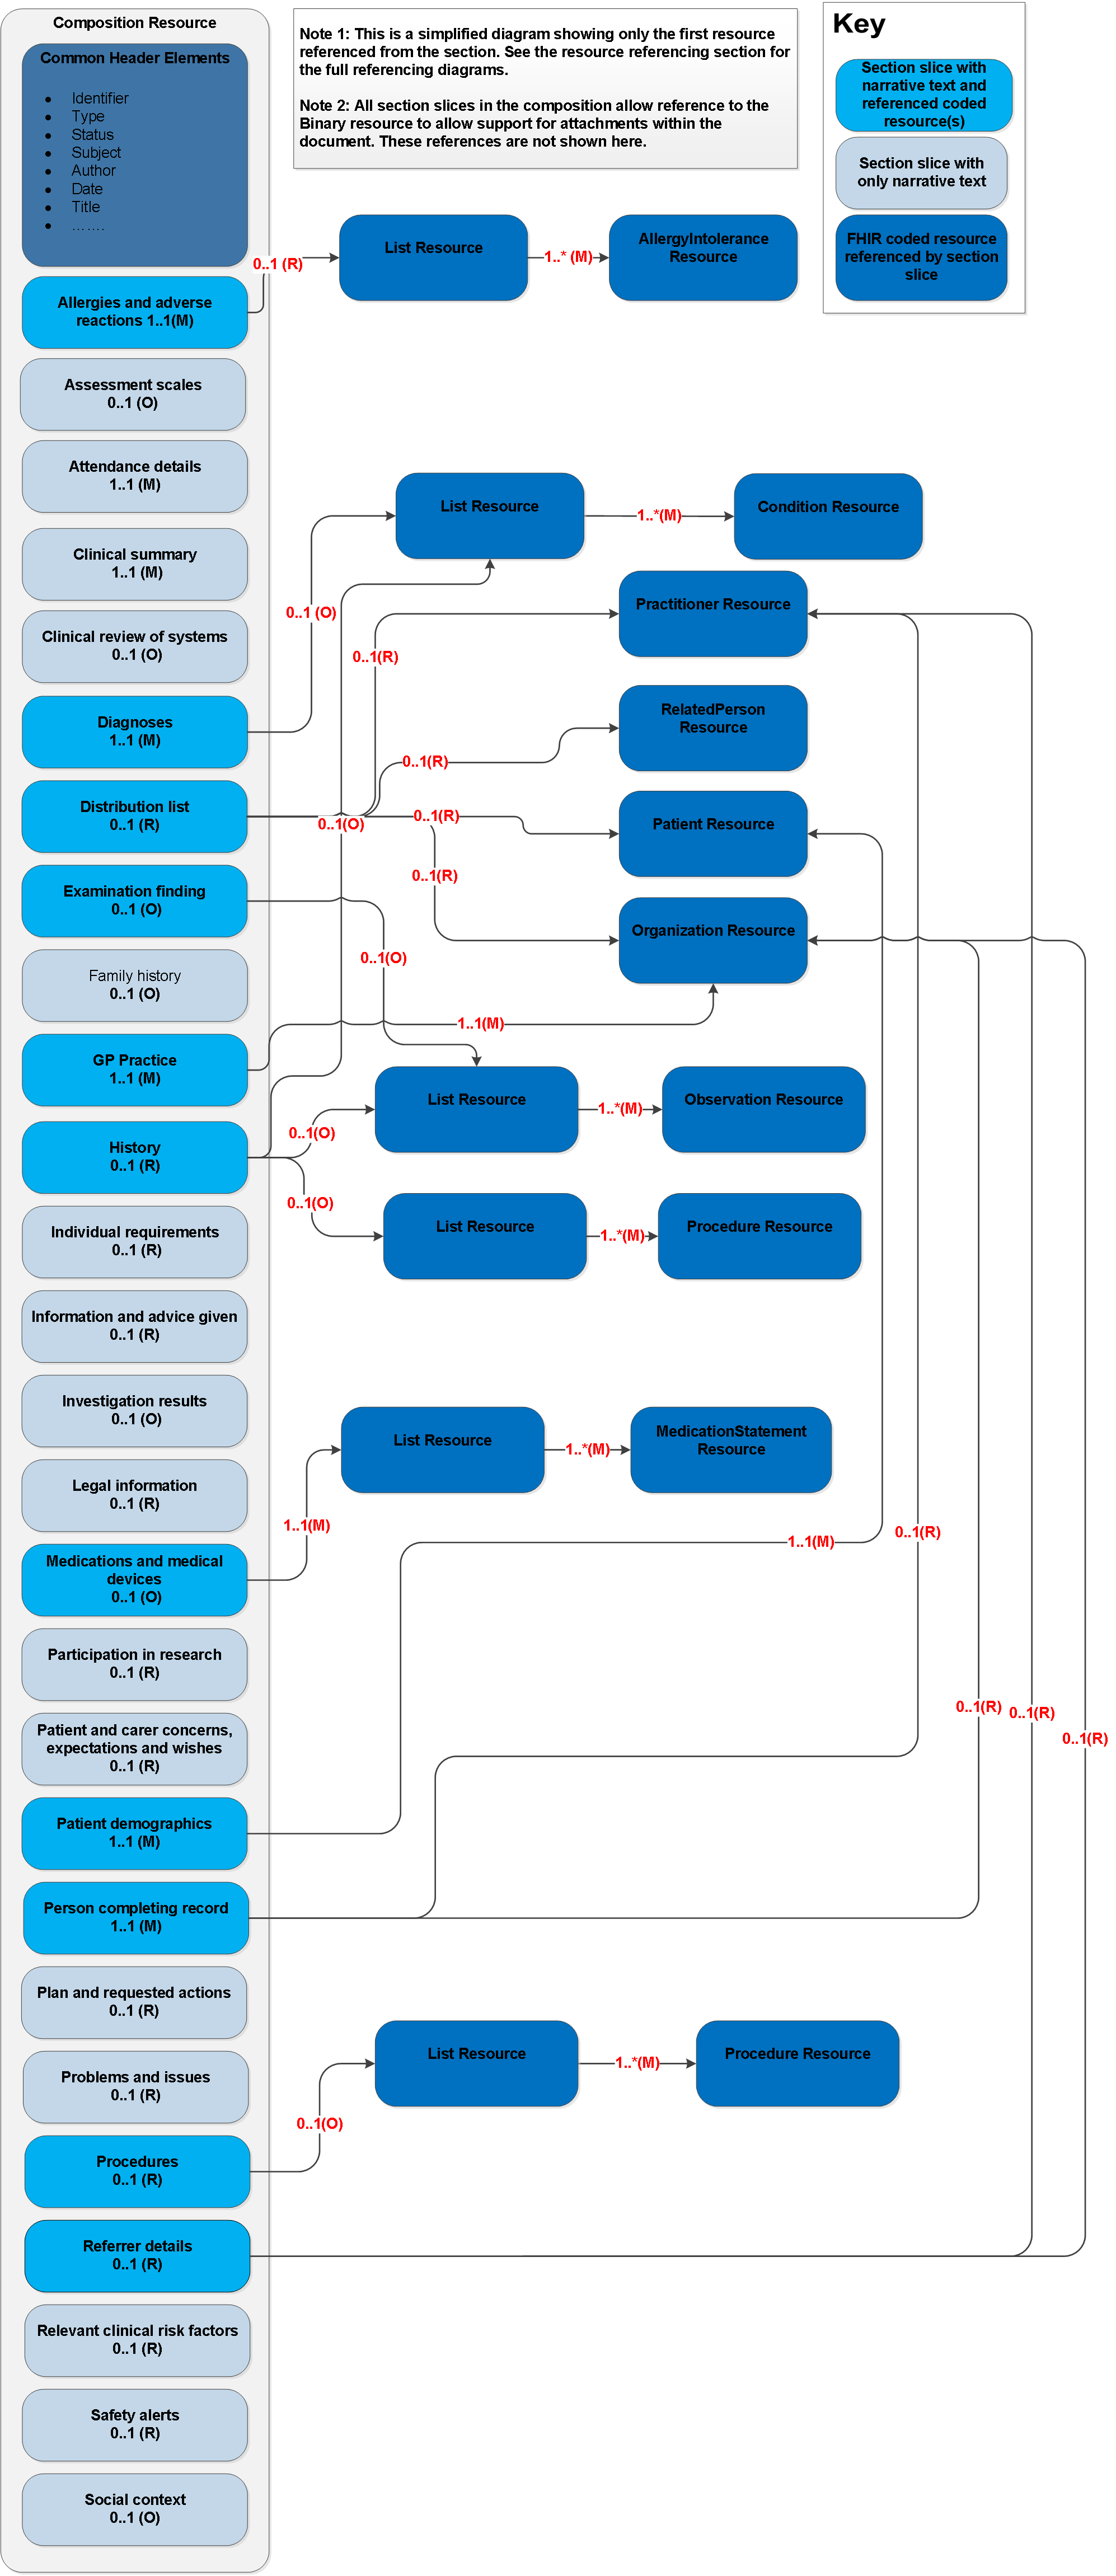 Composition Resource
Common Header Elements
● Identifier
● Type
● Status
● Subject
● Author
● Date
● Title
● …….
Note 1: This is a simplified diagram showing only the first resource
referenced from the section. See the resource referencing section for
the full referencing diagrams.
Note 2: All section slices in the composition allow reference to the
Binary resource to allow support for attachments within the
document. These references are not shown here.
Key
Section slice with
narrative text and
referenced coded
resource(s)
Section slice with
only narrative text
FHIR coded resource
referenced by section
slice
Allergies and adverse
reactions 1..1(M)
0..1 (R)
List Resource
1..* (M)
AllergyIntolerance
Resource
Assessment scales
0..1 (O)
Attendance details
1..1 (M)
List Resource
1..*(M)
Condition Resource
Clinical summary
1..1 (M)
Clinical review of systems
0..1 (O)
0..1 (O)
0..1(R)
Practitioner Resource
Diagnoses
1..1 (M)
0..1(R)
RelatedPerson
Resource
Distribution list
0..1 (R)
0..1(O)
0..1(R)
Patient Resource
Examination finding
0..1 (O)
0..1(R)
0..1(O)
Organization Resource
Family history
0..1 (O)
GP Practice
1..1 (M)
1..1(M)
List Resource
1..*(M)
Observation Resource
History
0..1 (R)
0..1(O)
0..1(O)
List Resource
1..*(M)
Procedure Resource
Individual requirements
0..1 (R)
Information and advice given
0..1 (R)
Investigation results
0..1 (O)
List Resource
1..*(M)
MedicationStatement
Resource
Legal information
0..1 (R)
1..1(M)
1..1(M)
0..1(R)
Medications and medical
devices
0..1 (O)
Participation in research
0..1 (R)
0..1(R)
0..1(R)
0..1(R)
Patient and carer concerns,
expectations and wishes
0..1 (R)
Patient demographics
1..1 (M)
Person completing record
1..1 (M)
Plan and requested actions
0..1 (R)
Problems and issues
0..1 (R)
List Resource
1..*(M)
Procedure Resource
0..1(O)
Procedures
0..1 (R)
Referrer details
0..1 (R)
Relevant clinical risk factors
0..1 (R)
Safety alerts
0..1 (R)
Social context
0..1 (O)